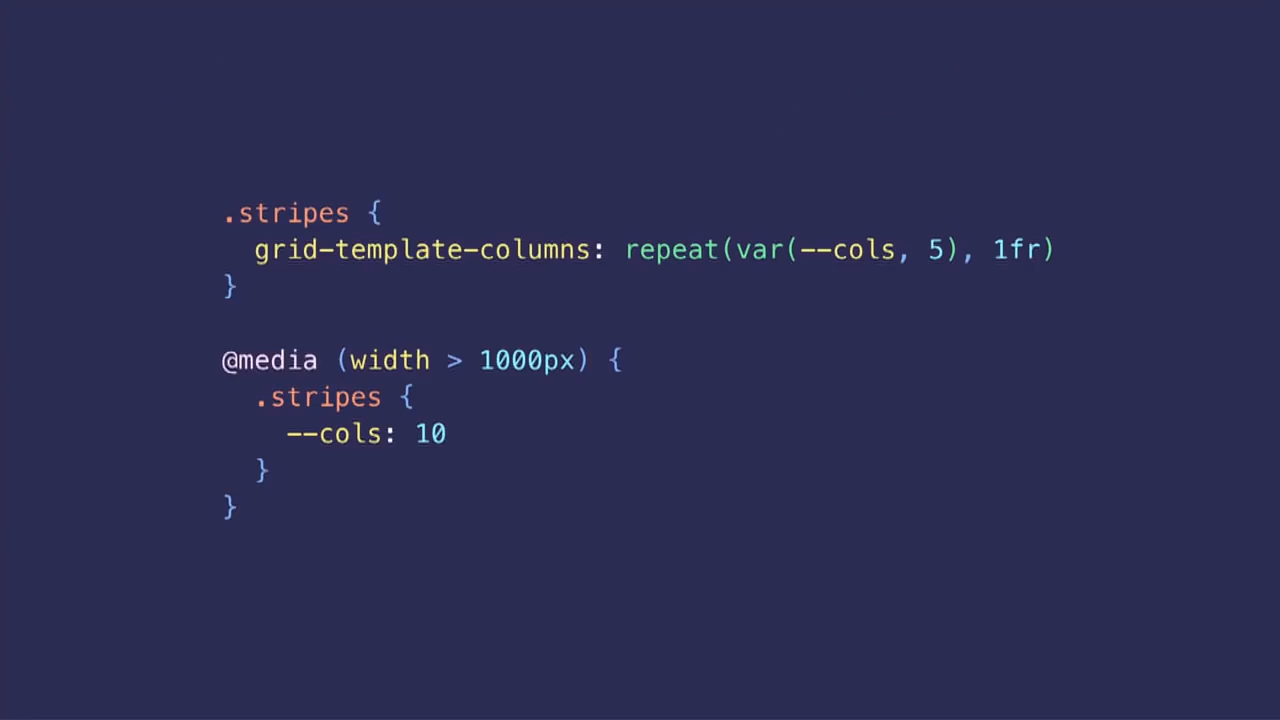 .stripes {
  grid-template-columns: repeat(var(--cols, 5), 1fr)
}

@media (width > 1000px) {
  .stripes {
    --cols: 10
  }
}